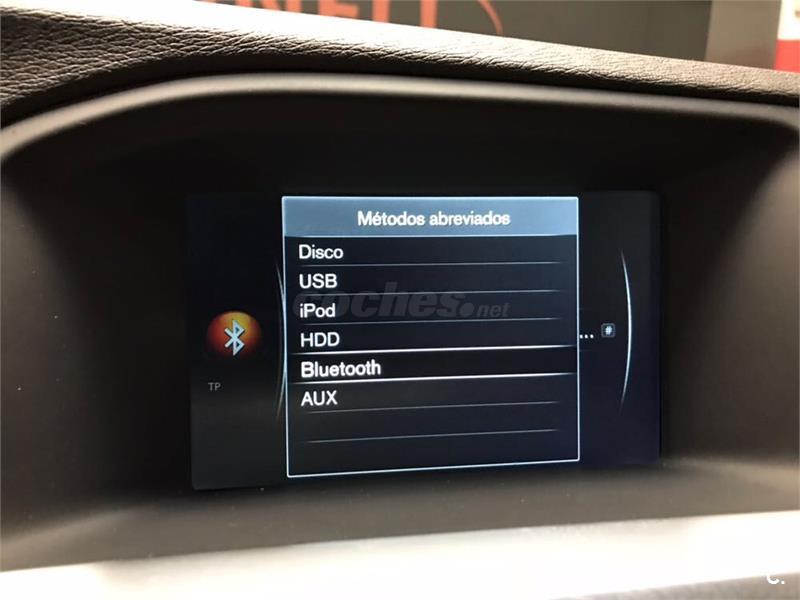 Métodos abreviados
Disco
USB
coches.net
iPod
HDD
... #
Bluetooth
TP
AUX
C.